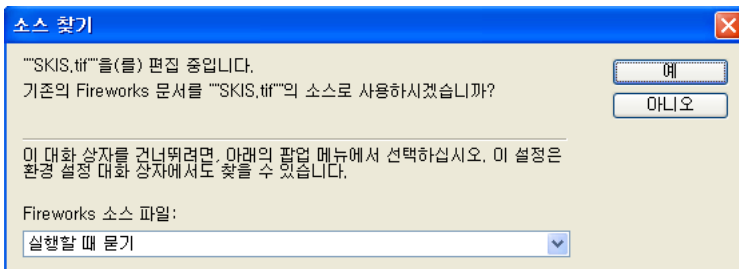 소스 찾기
""SKIS.tif""을(를) 편집 중입니다.
기존의 Fireworks 문서를 ""SKIS.tif""의 소스로 사용하시겠습니까?
예
아니오
이 대화 상자를 건너뛰려면, 아래의 팝업 메뉴에서 선택하십시오. 이 설정은
환경 설정 대화 상자에서도 찾을 수 있습니다.
Fireworks 소스 파일:
실행할 때 묻기